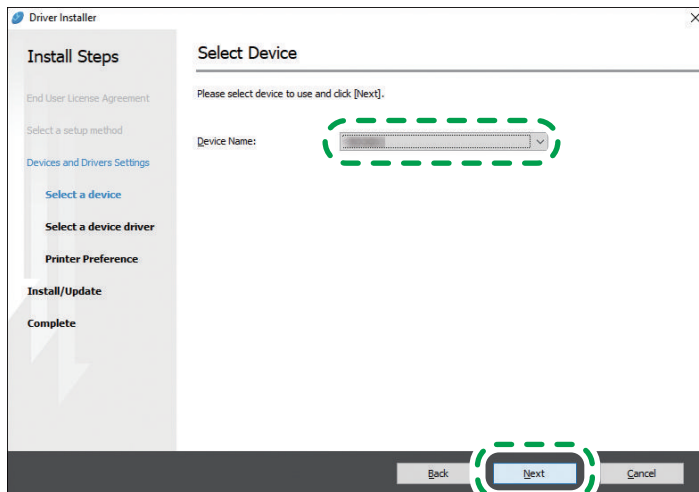 Driver Installer
Install Steps
End User License Agreement
Select a setup method
Devices and Drivers Settings
Select a device
Select a device driver
Printer Preference
Install/Update
Complete
Select Device
Please select device to use and click [Next].
Device Name:
Back
Next
Cancel